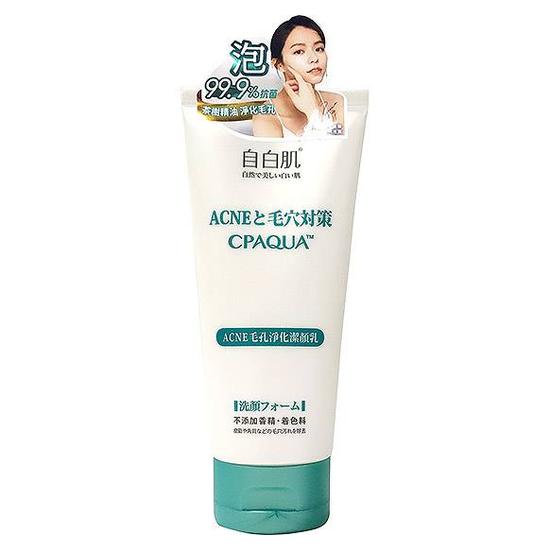 泡
99.9%抗菌
茶樹精油 淨化毛孔
自白肌®
自然で美しい白い肌
ACNEと毛穴対策
CPAQUA™
ACNE毛孔淨化潔顏乳
洗顔フォーム
不添加香精・着色料